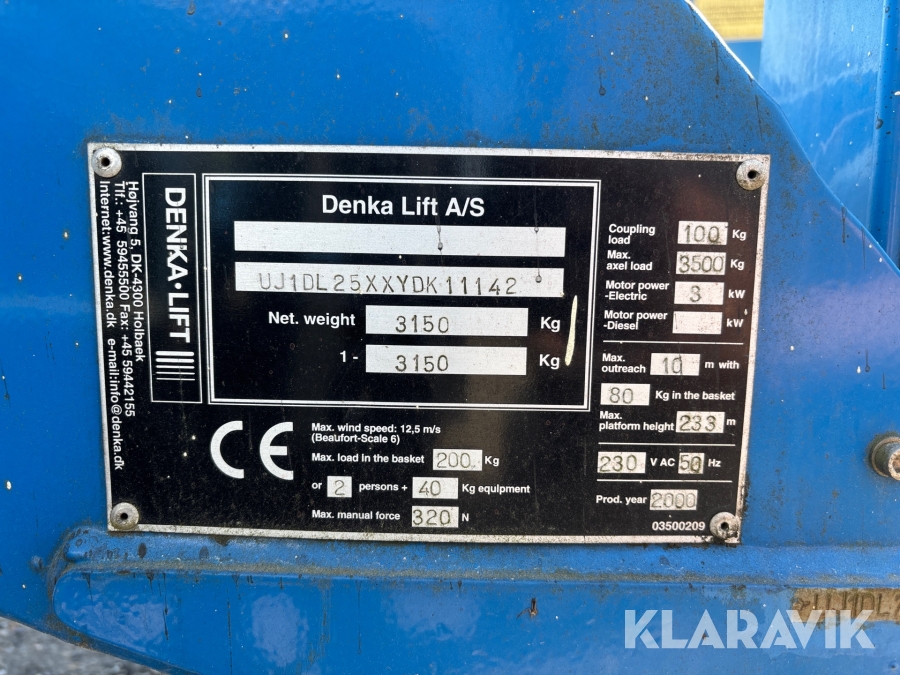 DENKA·LIFT
Højvang 5, DK-4300 Holbaek
Tlf.: +45 59455500 Fax: +45 59442155
Internet:www.denka.dk e-mail:info@denka.dk
Denka Lift A/S
UJ1DL25XXYDK11142
Net. weight 3150 Kg
1 - 3150 Kg
CE
Max. wind speed: 12,5 m/s
(Beaufort-Scale 6)
Max. load in the basket 200 Kg
or 2 persons + 40 Kg equipment
Max. manual force 320 N
Coupling
load 100 Kg
Max.
axel load 3500 Kg
Motor power
-Electric 3 kW
Motor power
-Diesel kW
Max.
outreach 10 m with
80 Kg in the basket
Max.
platform height 233 m
230 V AC 50 Hz
Prod. year 2000
03500209
KLARAVIK